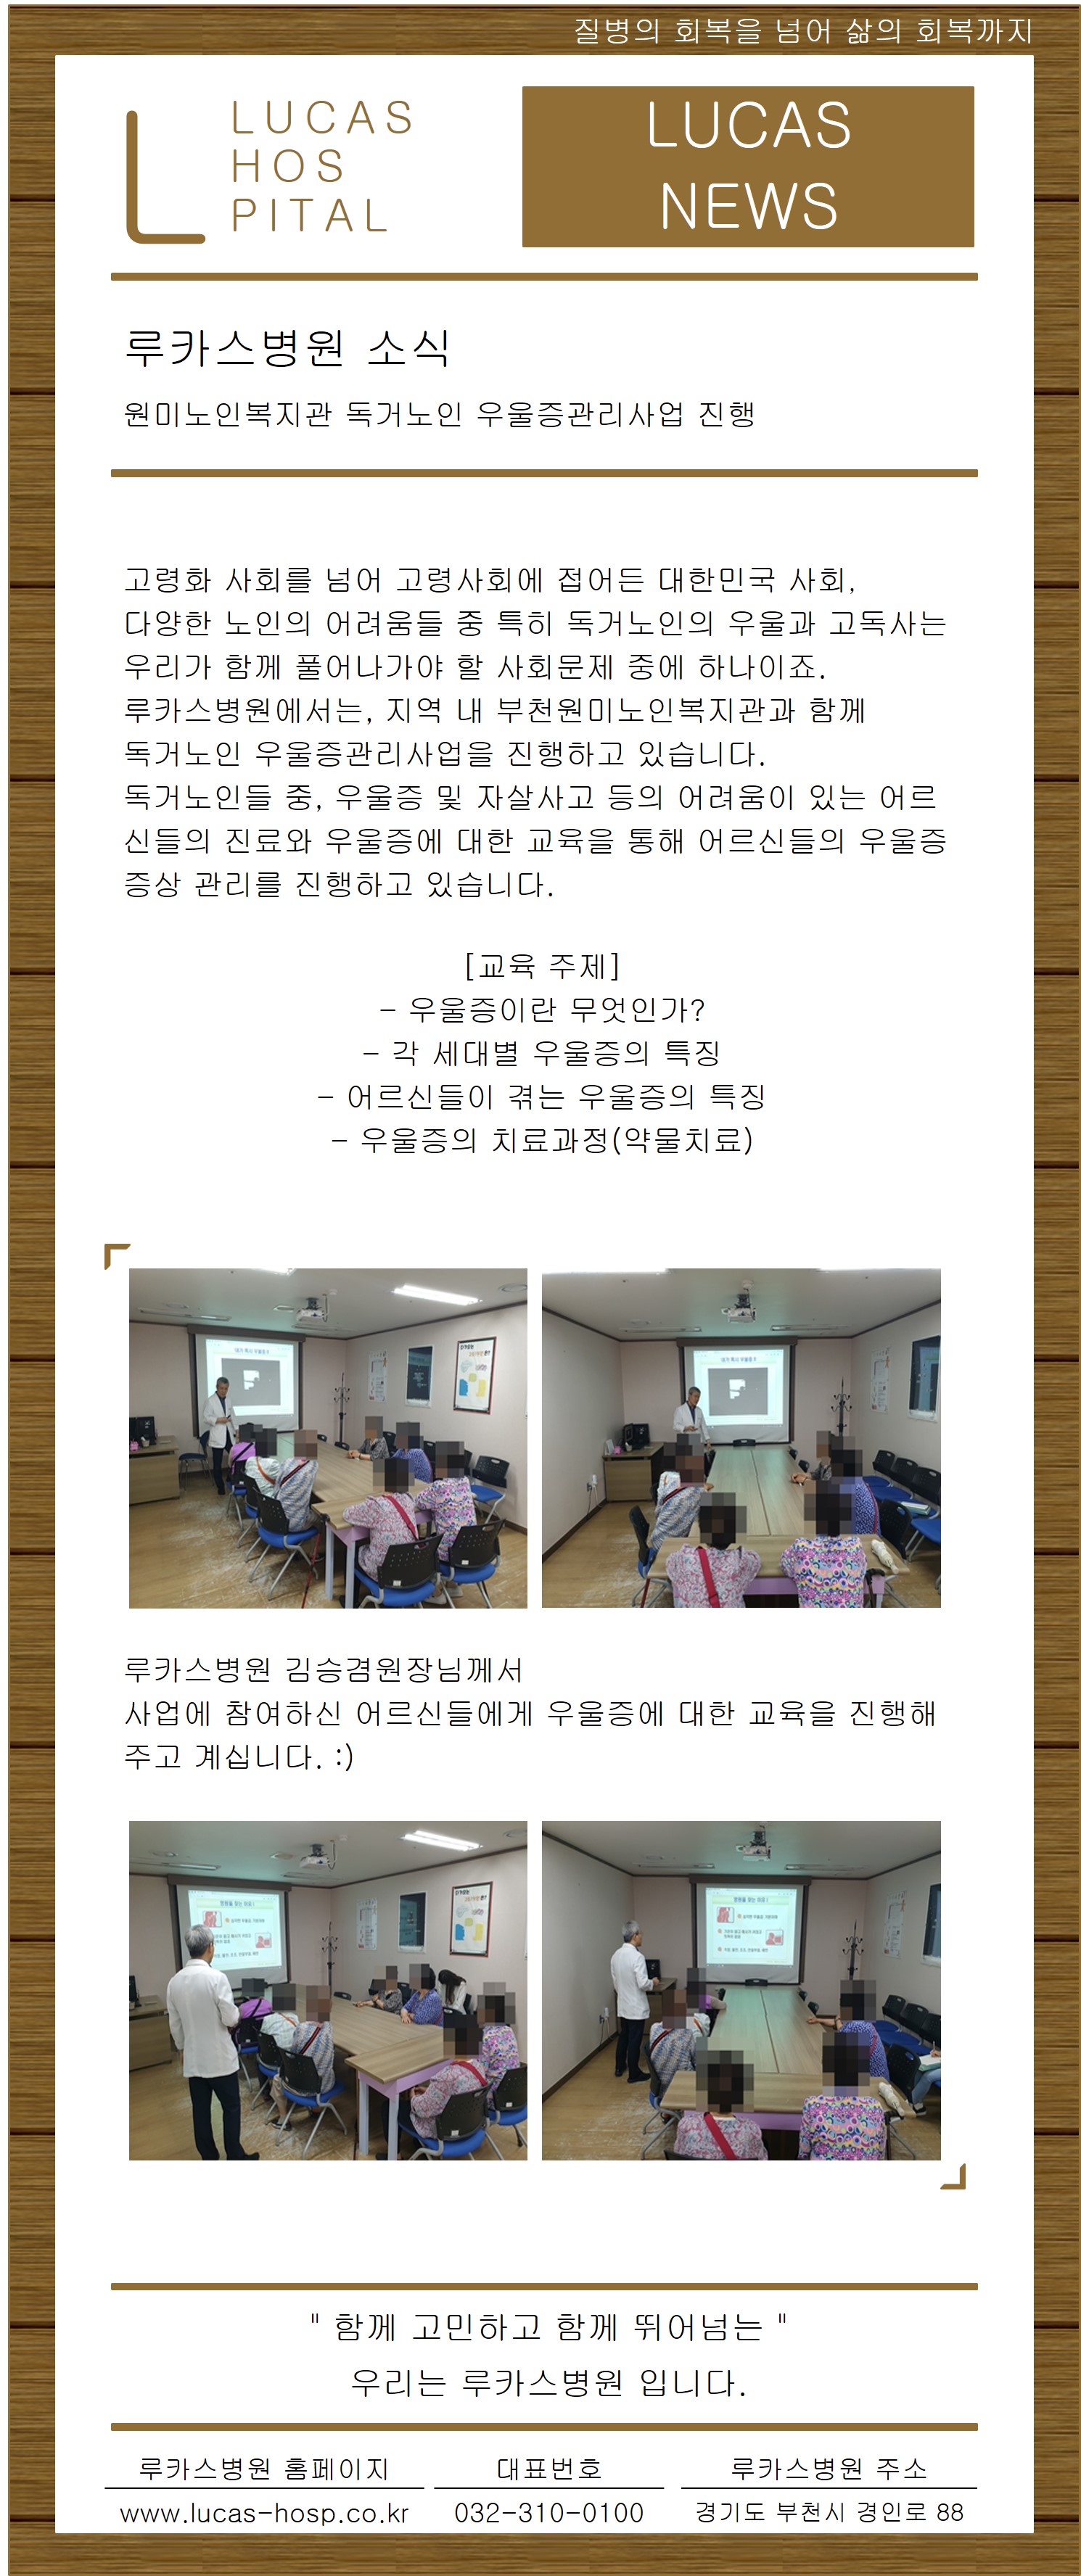 질병의 회복을 넘어 삶의 회복까지
LUCAS
HOS
PITAL
LUCAS
NEWS
루카스병원 소식
원미노인복지관 독거노인 우울증관리사업 진행
고령화 사회를 넘어 고령사회에 접어든 대한민국 사회,
다양한 노인의 어려움들 중 특히 독거노인의 우울과 고독사는
우리가 함께 풀어나가야 할 사회문제 중에 하나이죠.
루카스병원에서는, 지역 내 부천원미노인복지관과 함께
독거노인 우울증관리사업을 진행하고 있습니다.
독거노인들 중, 우울증 및 자살사고 등의 어려움이 있는 어르
신들의 진료와 우울증에 대한 교육을 통해 어르신들의 우울증
증상 관리를 진행하고 있습니다.
[교육 주제]
- 우울증이란 무엇인가?
- 각 세대별 우울증의 특징
- 어르신들이 겪는 우울증의 특징
- 우울증의 치료과정(약물치료)
루카스병원 김승겸원장님께서
사업에 참여하신 어르신들에게 우울증에 대한 교육을 진행해
주고 계십니다. :)
" 함께 고민하고 함께 뛰어넘는 "
우리는 루카스병원 입니다.
루카스병원 홈페이지
www.lucas-hosp.co.kr
대표번호
032-310-0100
루카스병원 주소
경기도 부천시 경인로 88